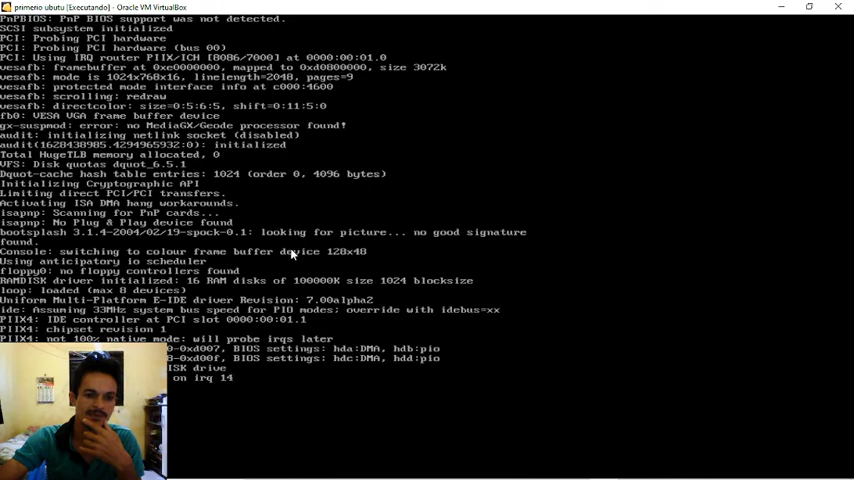 primerio ubutu [Executando] - Oracle VM VirtualBox
PnPBIOS: PnP BIOS support was not detected.
SCSI subsystem initialized
PCI: Probing PCI hardware
PCI: Probing PCI hardware (bus 00)
PCI: Using IRQ router PIIX/ICH [8086/7000] at 0000:00:01.0
vesafb: framebuffer at 0xe0000000, mapped to 0xd0800000, size 3072k
vesafb: mode is 1024x768x16, linelength=2048, pages=9
vesafb: protected mode interface info at c000:4600
vesafb: scrolling: redraw
vesafb: directcolor: size=0:5:6:5, shift=0:11:5:0
fb0: VESA VGA frame buffer device
gx-suspmod: error: no MediaGX/Geode processor found!
audit: initializing netlink socket (disabled)
audit(1628438985.4294965932:0): initialized
Total HugeTLB memory allocated, 0
VFS: Disk quotas dquot_6.5.1
Dquot-cache hash table entries: 1024 (order 0, 4096 bytes)
Initializing Cryptographic API
Limiting direct PCI/PCI transfers.
Activating ISA DMA hang workarounds.
isapnp: Scanning for PnP cards...
isapnp: No Plug & Play device found
bootsplash 3.1.4-2004/02/19-spock-0.1: looking for picture... no good signature
found.
Console: switching to colour frame buffer device 128x48
Using anticipatory io scheduler
floppy0: no floppy controllers found
RAMDISK driver initialized: 16 RAM disks of 100000K size 1024 blocksize
loop: loaded (max 8 devices)
Uniform Multi-Platform E-IDE driver Revision: 7.00alpha2
ide: Assuming 33MHz system bus speed for PIO modes; override with idebus=xx
PIIX4: IDE controller at PCI slot 0000:00:01.1
PIIX4: chipset revision 1
PIIX4: not 100% native mode: will probe irqs later
0-0xd007, BIOS settings: hda:DMA, hdb:pio
8-0xd00f, BIOS settings: hdc:DMA, hdd:pio
ISK drive
on irq 14